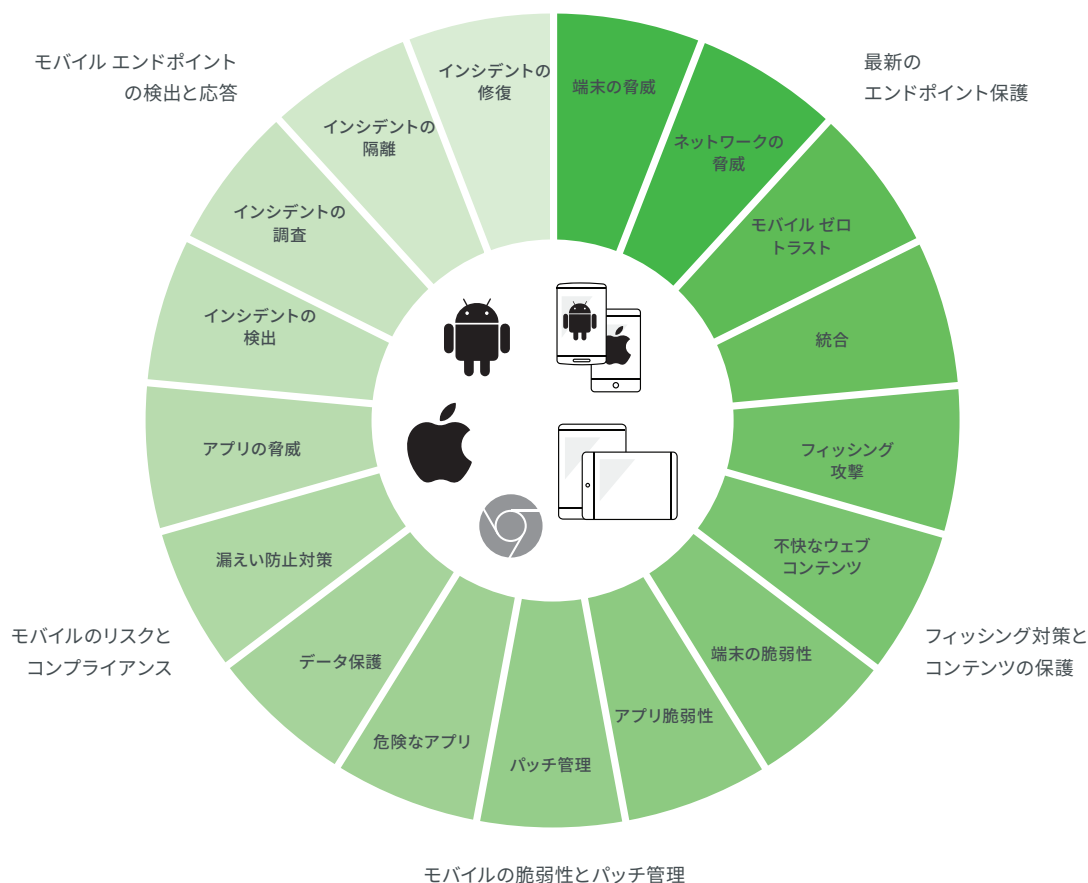 モバイル エンドポイント
の検出と応答
最新の
エンドポイント保護
インシデントの
修復
端末の脅威
ネットワークの
脅威
モバイル ゼロ
トラスト
統合
フィッシング
攻撃
不快なウェブ
コンテンツ
端末の脆弱性
アプリ脆弱性
パッチ管理
危険なアプリ
データ保護
漏えい防止対策
アプリの脅威
インシデントの
検出
インシデントの
調査
インシデントの
隔離
フィッシング対策と
コンテンツの保護
モバイルのリスクと
コンプライアンス
モバイルの脆弱性とパッチ管理